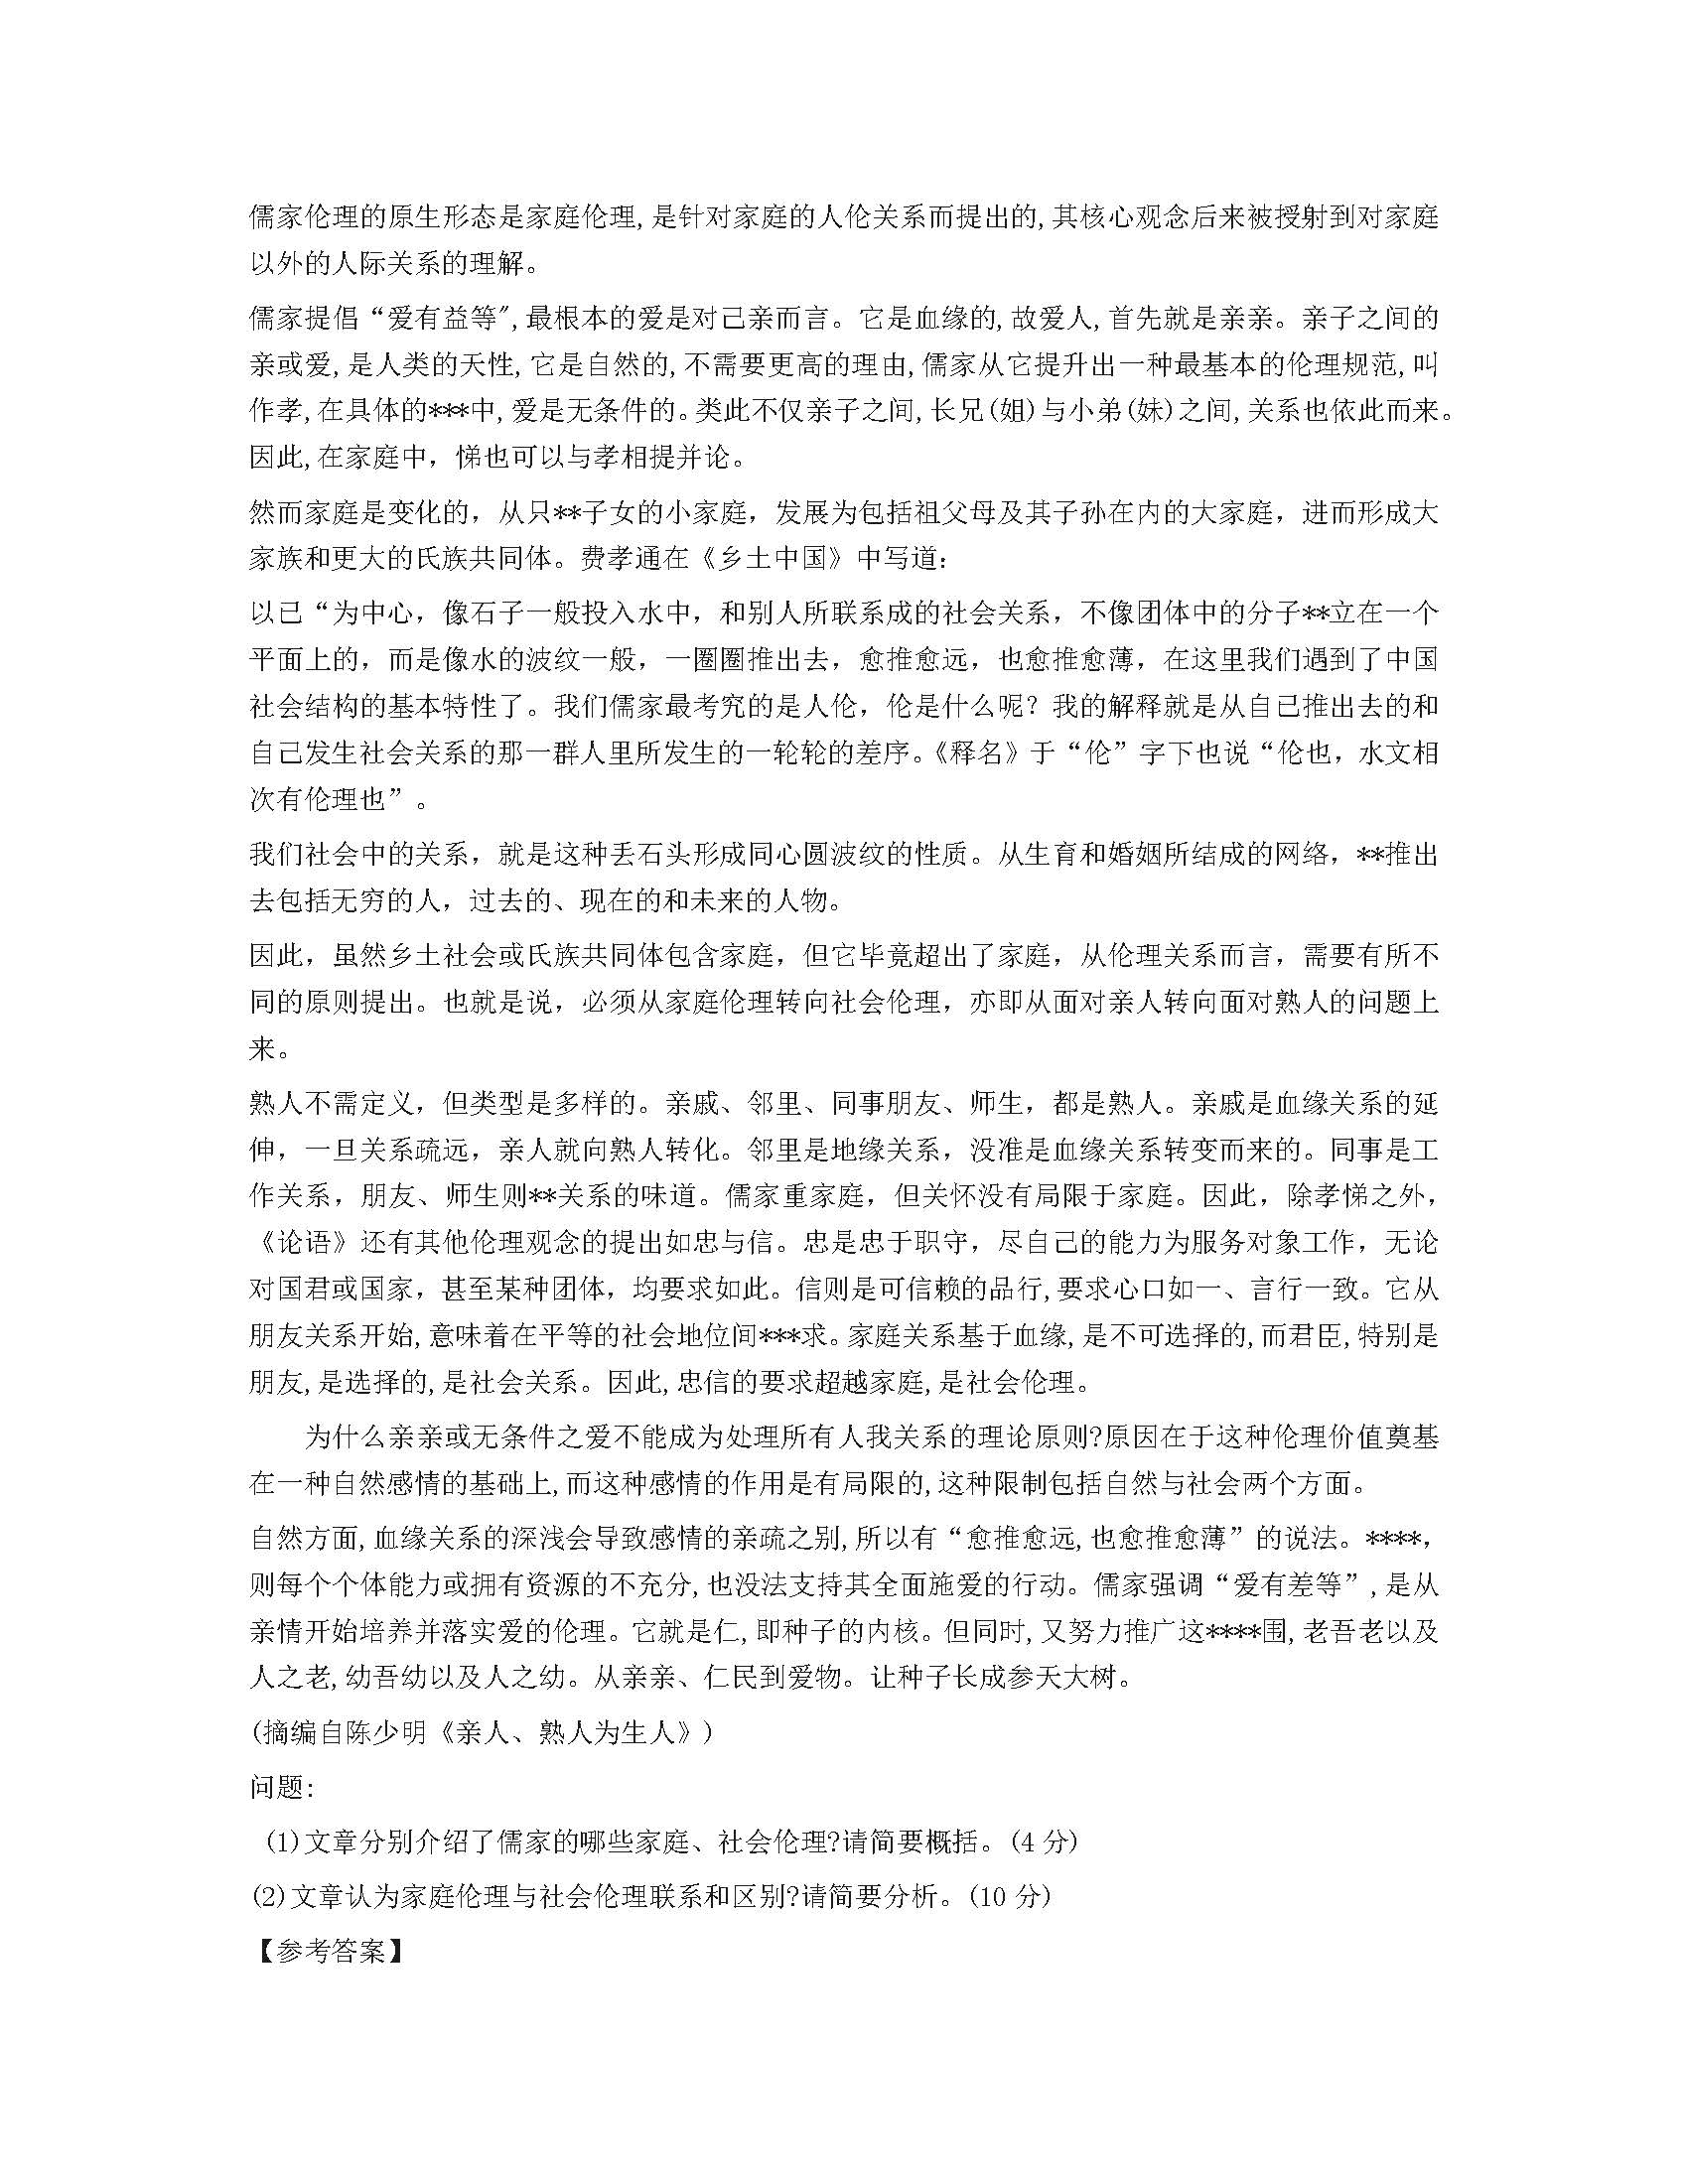 儒家伦理的原生形态是家庭伦理,是针对家庭的人伦关系而提出的,其核心观念后来被授射到对家庭
以外的人际关系的理解。
儒家提倡“爱有益等",最根本的爱是对己亲而言。它是血缘的,故爱人,首先就是亲亲。亲子之间的
亲或爱,是人类的天性,它是自然的,不需要更高的理由,儒家从它提升出一种最基本的伦理规范,叫
作孝,在具体的***中,爱是无条件的。类此不仅亲子之间,长兄(姐)与小弟(妹)之间,关系也依此而来。
因此,在家庭中，悌也可以与孝相提并论。
然而家庭是变化的，从只**子女的小家庭，发展为包括祖父母及其子孙在内的大家庭，进而形成大
家族和更大的氏族共同体。费孝通在《乡土中国》中写道：
以已“为中心，像石子一般投入水中，和别人所联系成的社会关系，不像团体中的分子**立在一个
平面上的，而是像水的波纹一般，一圈圈推出去，愈推愈远，也愈推愈薄，在这里我们遇到了中国
社会结构的基本特性了。我们儒家最考究的是人伦，伦是什么呢？我的解释就是从自己推出去的和
自己发生社会关系的那一群人里所发生的一轮轮的差序。《释名》于“伦”字下也说“伦也，水文相
次有伦理也”。
我们社会中的关系，就是这种丢石头形成同心圆波纹的性质。从生育和婚姻所结成的网络，**推出
去包括无穷的人，过去的、现在的和未来的人物。
因此，虽然乡土社会或氏族共同体包含家庭，但它毕竟超出了家庭，从伦理关系而言，需要有所不
同的原则提出。也就是说，必须从家庭伦理转向社会伦理，亦即从面对亲人转向面对熟人的问题上
来。
熟人不需定义，但类型是多样的。亲戚、邻里、同事朋友、师生，都是熟人。亲戚是血缘关系的延
伸，一旦关系疏远，亲人就向熟人转化。邻里是地缘关系，没准是血缘关系转变而来的。同事是工
作关系，朋友、师生则**关系的味道。儒家重家庭，但关怀没有局限于家庭。因此，除孝悌之外，
《论语》还有其他伦理观念的提出如忠与信。忠是忠于职守，尽自己的能力为服务对象工作，无论
对国君或国家，甚至某种团体，均要求如此。信则是可信赖的品行,要求心口如一、言行一致。它从
朋友关系开始,意味着在平等的社会地位间***求。家庭关系基于血缘,是不可选择的,而君臣,特别是
朋友,是选择的,是社会关系。因此,忠信的要求超越家庭,是社会伦理。
为什么亲亲或无条件之爱不能成为处理所有人我关系的理论原则?原因在于这种伦理价值奠基
在一种自然感情的基础上,而这种感情的作用是有局限的,这种限制包括自然与社会两个方面。
自然方面,血缘关系的深浅会导致感情的亲疏之别,所以有“愈推愈远,也愈推愈薄”的说法。****，
则每个个体能力或拥有资源的不充分,也没法支持其全面施爱的行动。儒家强调“爱有差等”,是从
亲情开始培养并落实爱的伦理。它就是仁,即种子的内核。但同时,又努力推广这****围,老吾老以及
人之老,幼吾幼以及人之幼。从亲亲、仁民到爱物。让种子长成参天大树。
(摘编自陈少明《亲人、熟人为生人》)
问题:
(1)文章分别介绍了儒家的哪些家庭、社会伦理?请简要概括。(4 分)
(2)文章认为家庭伦理与社会伦理联系和区别?请简要分析。(10 分)
【参考答案】